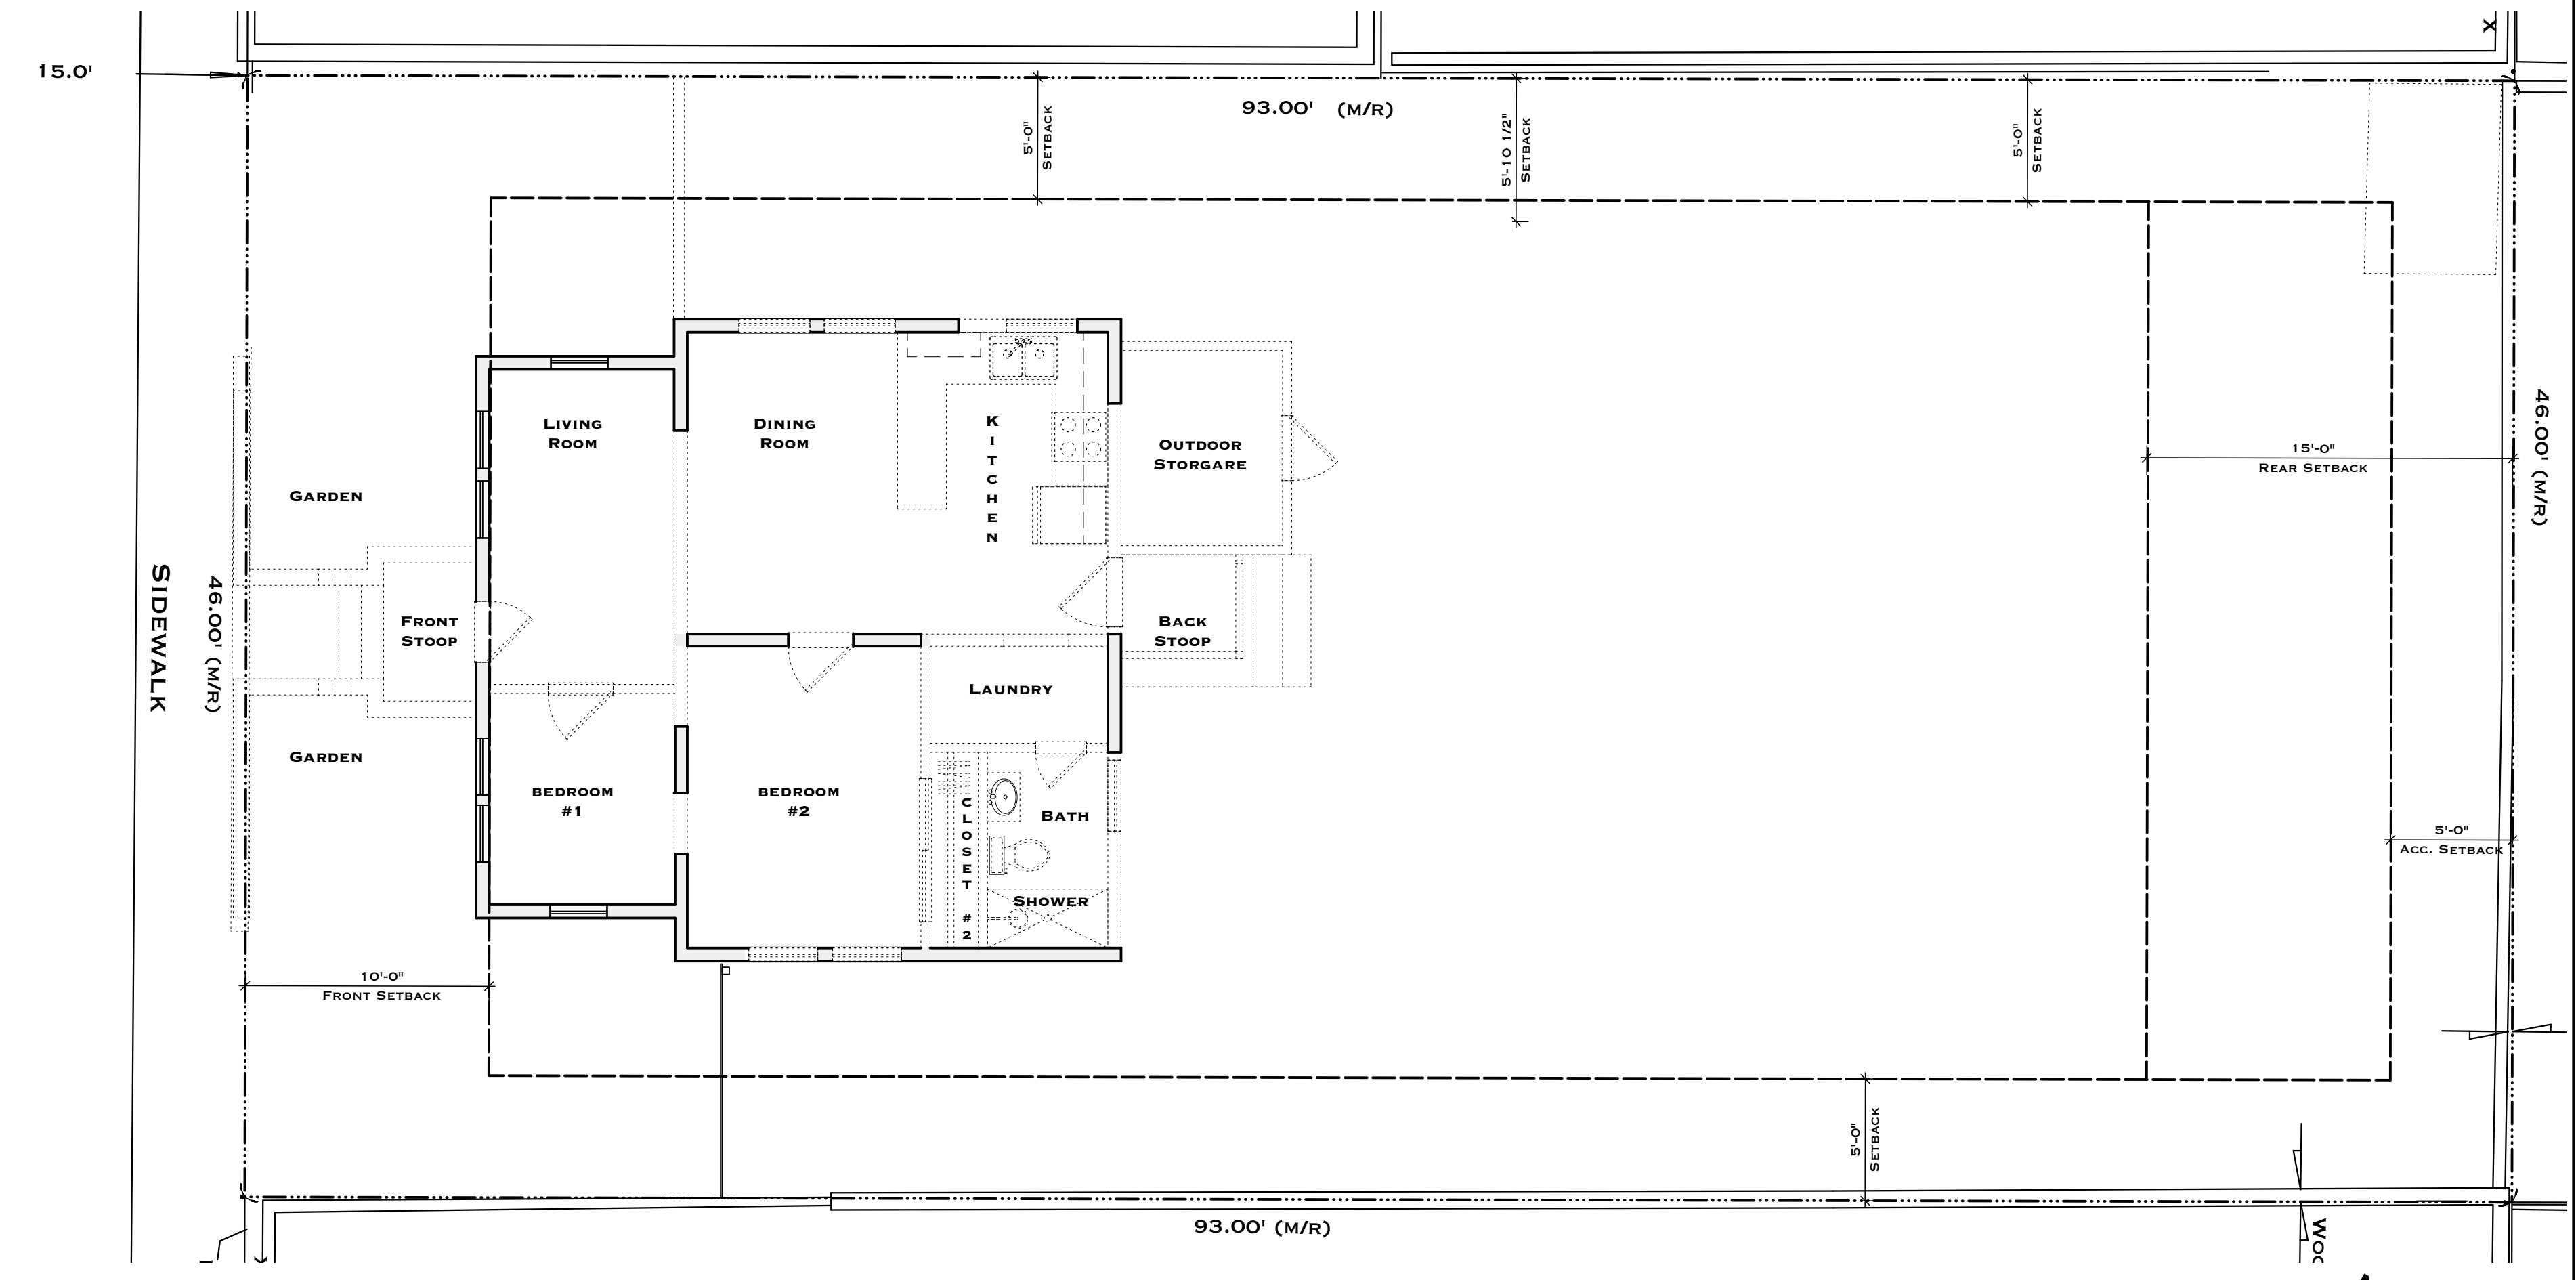 15.0'
X
93.00' (M/R)
5'-0"
SETBACK
5'-10 1/2"
SETBACK
5'-0"
SETBACK
LIVING
ROOM
DINING
ROOM
KITCHEN
OUTDOOR
STORGARE
15'-0"
REAR SETBACK
46.00' (M/R)
GARDEN
SIDEWALK
46.00' (M/R)
FRONT
STOOP
BACK
STOOP
LAUNDRY
GARDEN
BEDROOM
#1
BEDROOM
#2
CLOSET #2
BATH
SHOWER
5'-0"
ACC. SETBACK
10'-0"
FRONT SETBACK
5'-0"
SETBACK
93.00' (M/R)